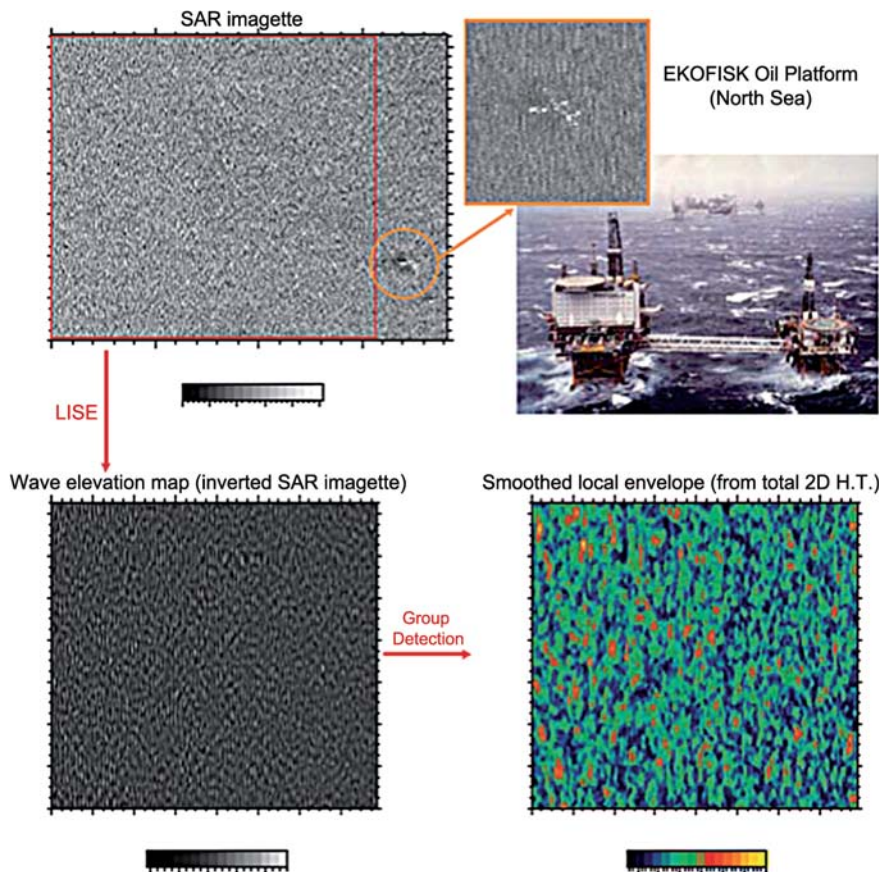 SAR imagette
EKOFISK Oil Platform
(North Sea)
LISE
Wave elevation map (inverted SAR imagette)
Smoothed local envelope (from total 2D H.T.)
Group
Detection